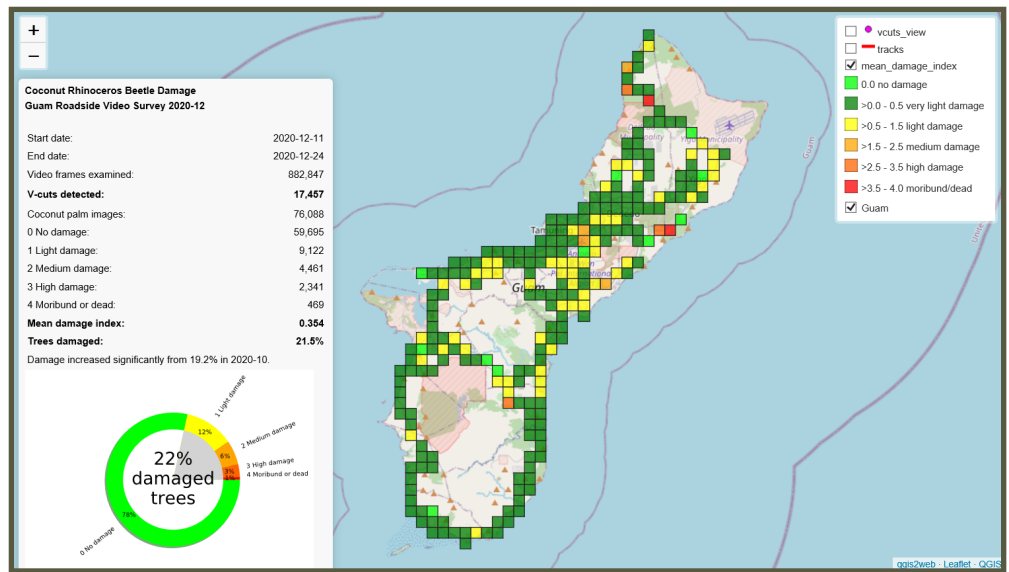 +
−
Coconut Rhinoceros Beetle Damage
Guam Roadside Video Survey 2020-12
Start date: 2020-12-11
End date: 2020-12-24
Video frames examined: 882,847
V-cuts detected: 17,457
Coconut palm images: 76,088
0 No damage: 59,695
1 Light damage: 9,122
2 Medium damage: 4,461
3 High damage: 2,341
4 Moribund or dead: 469
Mean damage index: 0.354
Trees damaged: 21.5%
Damage increased significantly from 19.2% in 2020-10.
1 Light damage
12%
2 Medium damage
6%
3 High damage
3%
4 Moribund or dead
1%
22%
damaged
trees
78%
0 No damage
vcuts_view
tracks
mean_damage_index
0.0 no damage
>0.0 - 0.5 very light damage
>0.5 - 1.5 light damage
>1.5 - 2.5 medium damage
>2.5 - 3.5 high damage
>3.5 - 4.0 moribund/dead
Guam
Yigo Municipality
Guam
Guam
qgis2web · Leaflet · QGIS